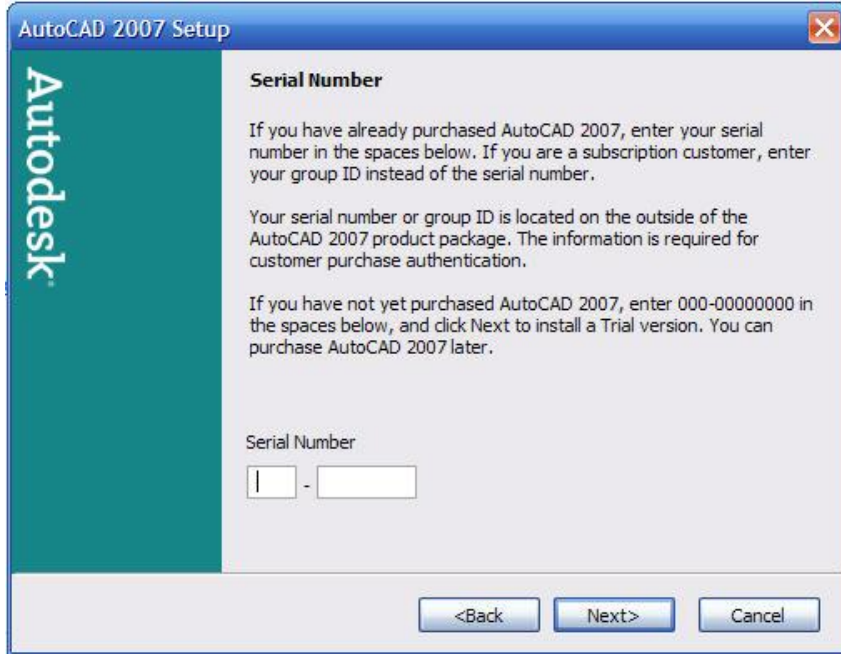 AutoCAD 2007 Setup
Autodesk
Serial Number
If you have already purchased AutoCAD 2007, enter your serial
number in the spaces below. If you are a subscription customer, enter
your group ID instead of the serial number.
Your serial number or group ID is located on the outside of the
AutoCAD 2007 product package. The information is required for
customer purchase authentication.
If you have not yet purchased AutoCAD 2007, enter 000-00000000 in
the spaces below, and click Next to install a Trial version. You can
purchase AutoCAD 2007 later.
Serial Number
-
<Back Next> Cancel